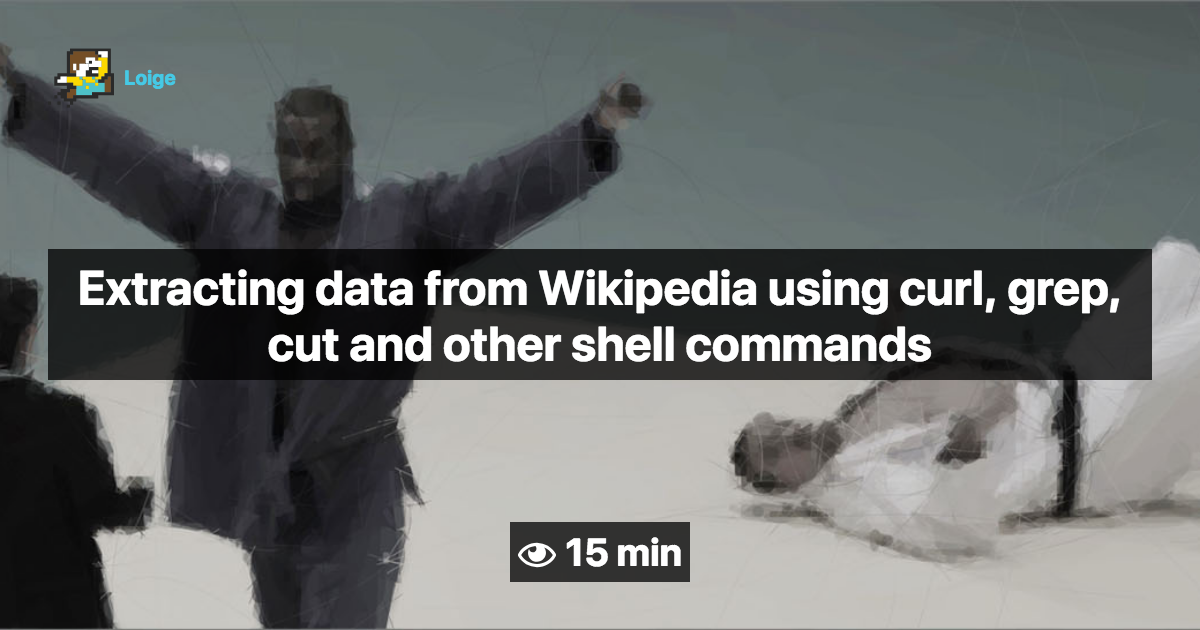 Loige
Extracting data from Wikipedia using curl, grep,
cut and other shell commands
15 min